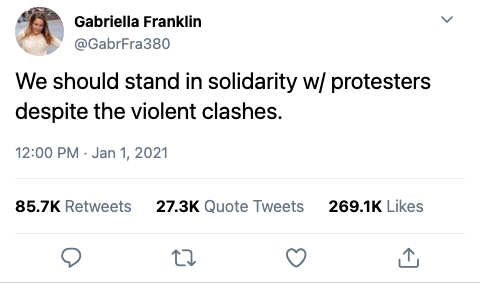 Gabriella Franklin
@GabrFra380
We should stand in solidarity w/ protesters
despite the violent clashes.
12:00 PM · Jan 1, 2021
85.7K Retweets 27.3K Quote Tweets 269.1K Likes